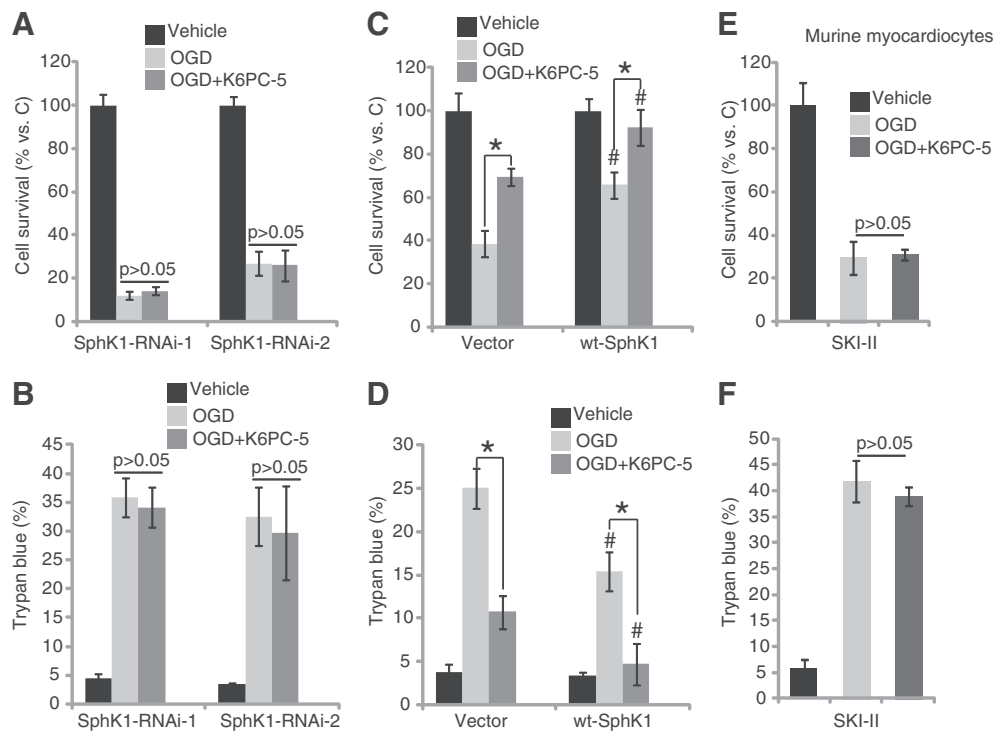 A
Vehicle
OGD
OGD+K6PC-5
Cell survival (% vs. C)
120
100
80
60
40
20
0
p>0.05
p>0.05
SphK1-RNAi-1 SphK1-RNAi-2
C
Vehicle
OGD
OGD+K6PC-5
Cell survival (% vs. C)
120
100
80
60
40
20
0
*
*
#
#
Vector wt-SphK1
E
Murine myocardiocytes
Vehicle
OGD
OGD+K6PC-5
Cell survival (% vs. C)
120
100
80
60
40
20
0
p>0.05
SKI-II
B
Vehicle
OGD
OGD+K6PC-5
Trypan blue (%)
45
40
35
30
25
20
15
10
5
0
p>0.05
p>0.05
SphK1-RNAi-1 SphK1-RNAi-2
D
Vehicle
OGD
OGD+K6PC-5
Trypan blue (%)
30
25
20
15
10
5
0
*
*
#
#
Vector wt-SphK1
F
Trypan blue (%)
50
45
40
35
30
25
20
15
10
5
0
p>0.05
SKI-II